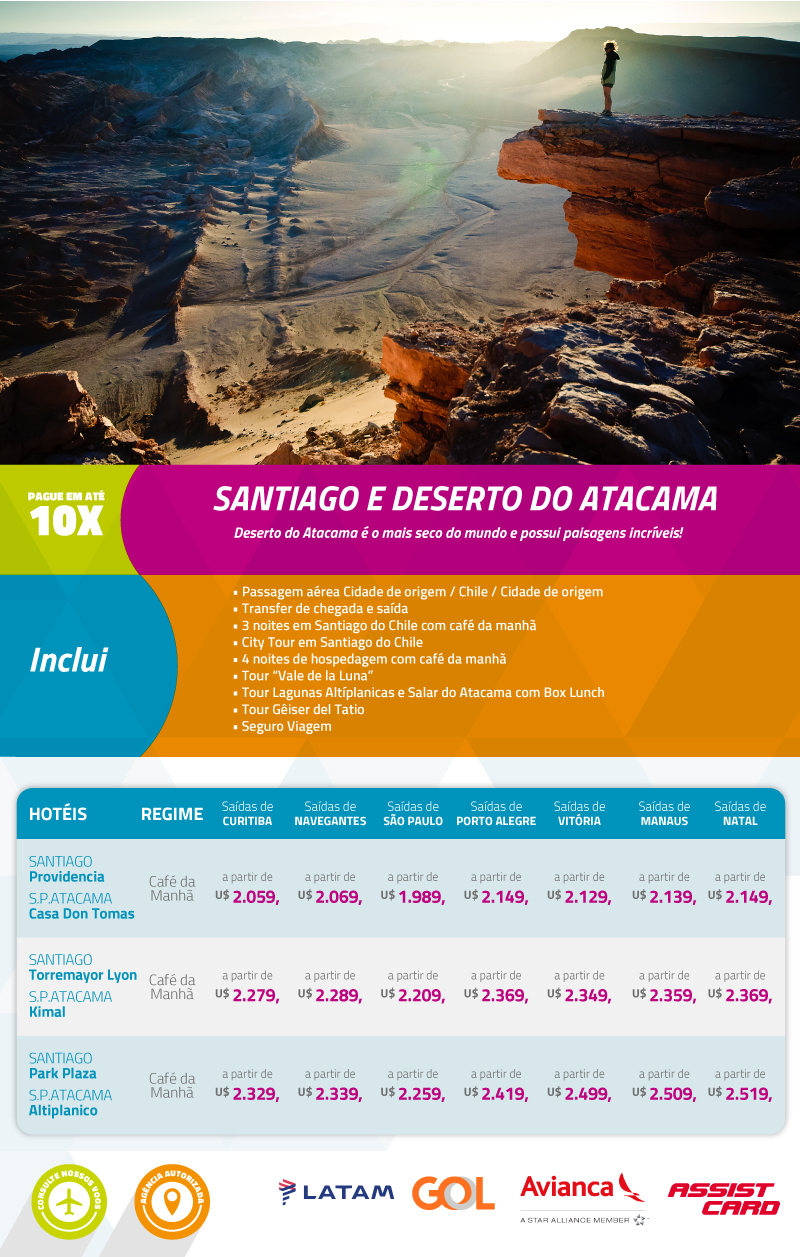 PAGUE EM ATÉ
10X
SANTIAGO E DESERTO DO ATACAMA
Deserto do Atacama é o mais seco do mundo e possui paisagens incríveis!
Inclui
• Passagem aérea Cidade de origem / Chile / Cidade de origem
• Transfer de chegada e saída
• 3 noites em Santiago do Chile com café da manhã
• City Tour em Santiago do Chile
• 4 noites de hospedagem com café da manhã
• Tour “Vale de la Luna”
• Tour Lagunas Altíplanicas e Salar do Atacama com Box Lunch
• Tour Gêiser del Tatio
• Seguro Viagem
HOTÉIS REGIME Saídas de CURITIBA Saídas de NAVEGANTES Saídas de SÃO PAULO Saídas de PORTO ALEGRE Saídas de VITÓRIA Saídas de MANAUS Saídas de NATAL
SANTIAGO
Providencia
S.P.ATACAMA
Casa Don Tomas
Café da
Manhã
a partir de a partir de a partir de a partir de a partir de a partir de a partir de
U$ 2.059, U$ 2.069, U$ 1.989, U$ 2.149, U$ 2.129, U$ 2.139, U$ 2.149,
SANTIAGO
Torremayor Lyon
S.P.ATACAMA
Kimal
Café da
Manhã
a partir de a partir de a partir de a partir de a partir de a partir de a partir de
U$ 2.279, U$ 2.289, U$ 2.209, U$ 2.369, U$ 2.349, U$ 2.359, U$ 2.369,
SANTIAGO
Park Plaza
S.P.ATACAMA
Altiplanico
Café da
Manhã
a partir de a partir de a partir de a partir de a partir de a partir de a partir de
U$ 2.329, U$ 2.339, U$ 2.259, U$ 2.419, U$ 2.499, U$ 2.509, U$ 2.519,
CONSULTE NOSSOS VOOS
AGÊNCIA AUTORIZADA
LATAM
GOL
Avianca
A STAR ALLIANCE MEMBER
ASSIST
CARD